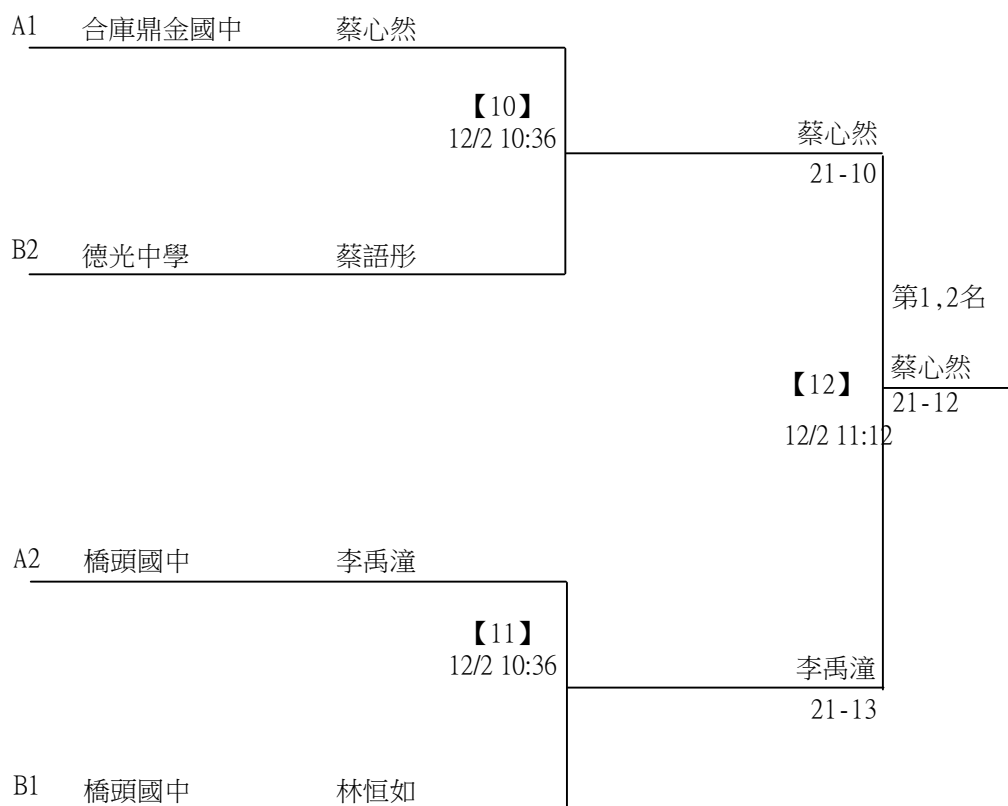 A1 合庫鼎金國中 蔡心然
【10】
12/2 10:36
蔡心然
21-10
B2 德光中學 蔡語彤
第1,2名
蔡心然
【12】
21-12
12/2 11:12
A2 橋頭國中 李禹潼
【11】
12/2 10:36
李禹潼
21-13
B1 橋頭國中 林恒如